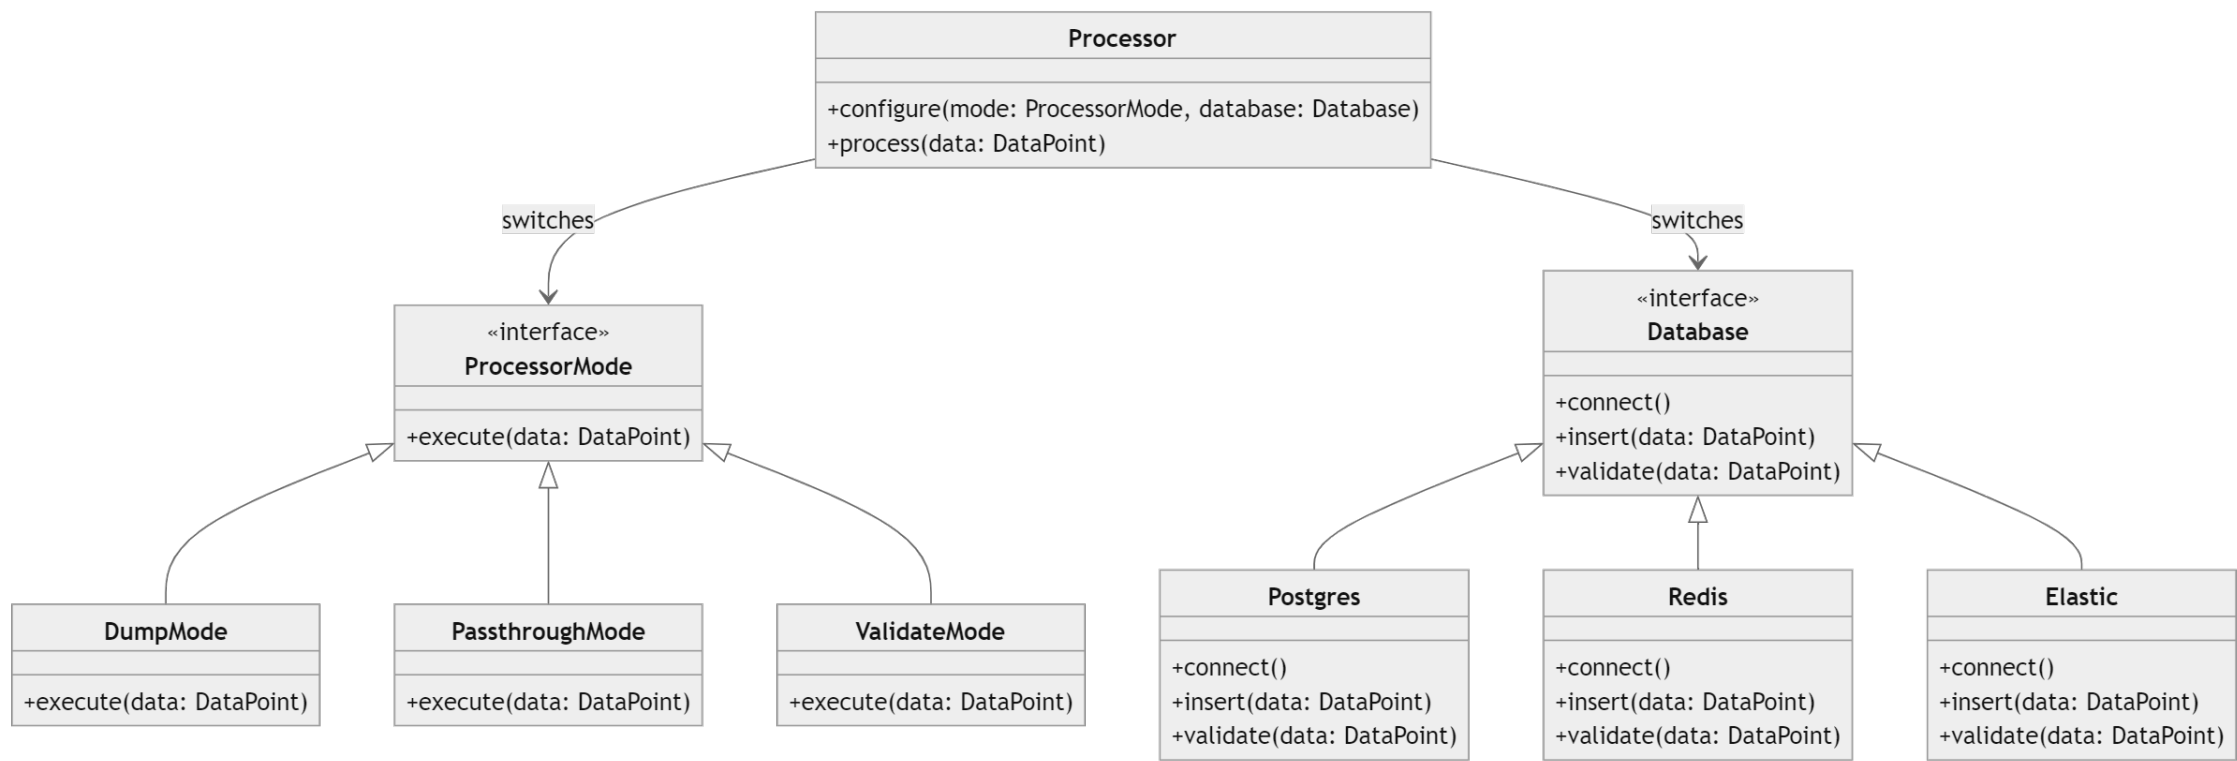 Processor
+configure(mode: ProcessorMode, database: Database)
+process(data: DataPoint)
switches
switches
«interface»
ProcessorMode
+execute(data: DataPoint)
«interface»
Database
+connect()
+insert(data: DataPoint)
+validate(data: DataPoint)
DumpMode
+execute(data: DataPoint)
PassthroughMode
+execute(data: DataPoint)
ValidateMode
+execute(data: DataPoint)
Postgres
+connect()
+insert(data: DataPoint)
+validate(data: DataPoint)
Redis
+connect()
+insert(data: DataPoint)
+validate(data: DataPoint)
Elastic
+connect()
+insert(data: DataPoint)
+validate(data: DataPoint)